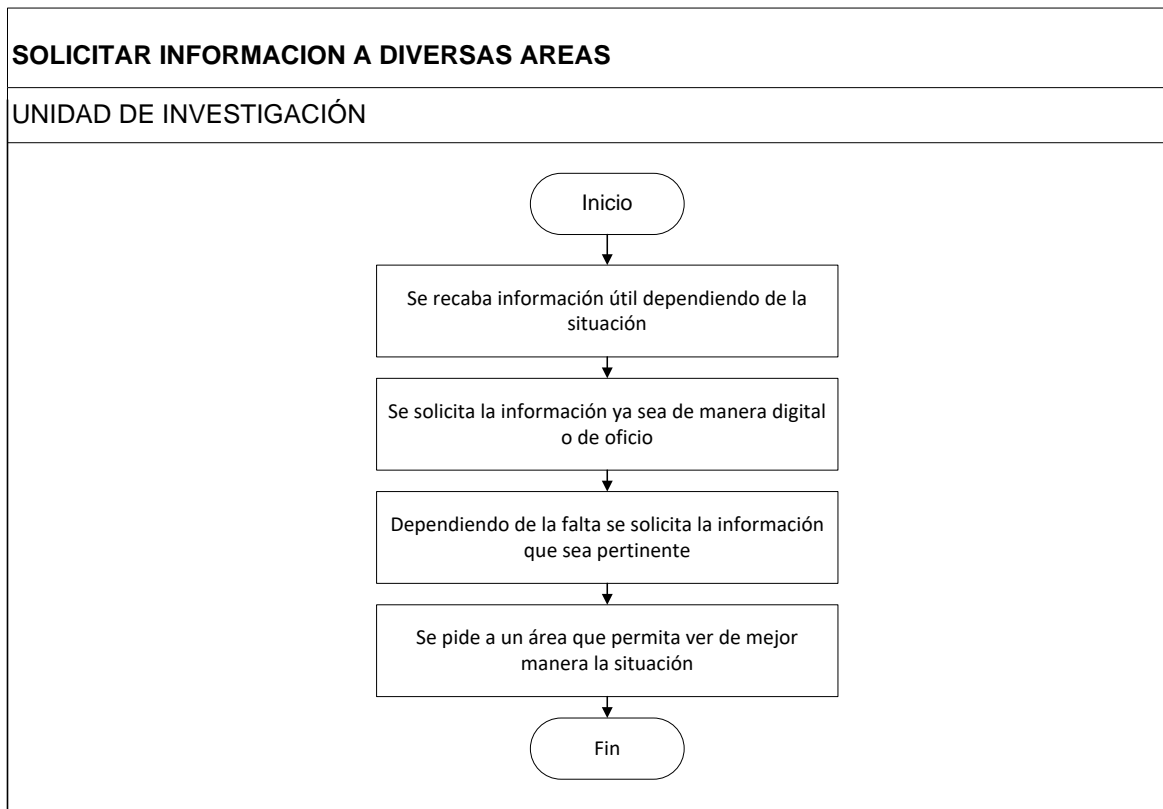 SOLICITAR INFORMACION A DIVERSAS AREAS
UNIDAD DE INVESTIGACIÓN
Inicio
Se recaba información útil dependiendo de la
situación
Se solicita la información ya sea de manera digital
o de oficio
Dependiendo de la falta se solicita la información
que sea pertinente
Se pide a un área que permita ver de mejor
manera la situación
Fin